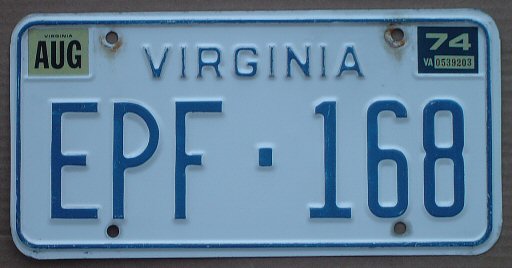 VIRGINIA
AUG
VIRGINIA
74
VA 0539203
EPF·168